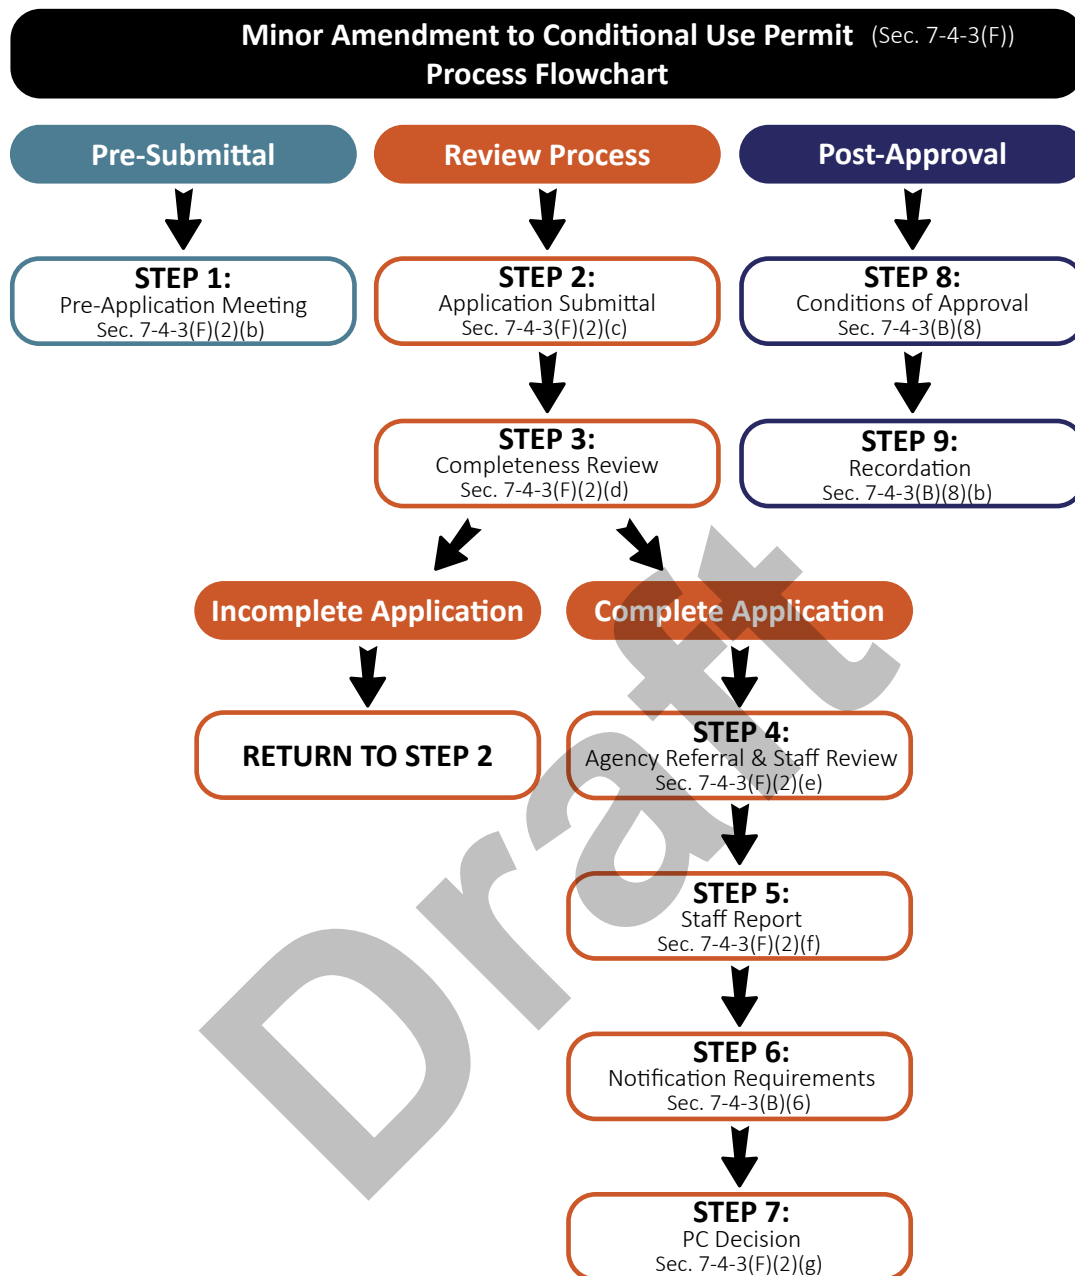 Minor Amendment to Conditional Use Permit (Sec. 7-4-3(F))
Process Flowchart
Pre-Submittal
STEP 1:
Pre-Application Meeting
Sec. 7-4-3(F)(2)(b)
Review Process
STEP 2:
Application Submittal
Sec. 7-4-3(F)(2)(c)
STEP 3:
Completeness Review
Sec. 7-4-3(F)(2)(d)
Incomplete Application
RETURN TO STEP 2
Complete Application
STEP 4:
Agency Referral & Staff Review
Sec. 7-4-3(F)(2)(e)
STEP 5:
Staff Report
Sec. 7-4-3(F)(2)(f)
STEP 6:
Notification Requirements
Sec. 7-4-3(B)(6)
STEP 7:
PC Decision
Sec. 7-4-3(F)(2)(g)
Post-Approval
STEP 8:
Conditions of Approval
Sec. 7-4-3(B)(8)
STEP 9:
Recordation
Sec. 7-4-3(B)(8)(b)
Draft